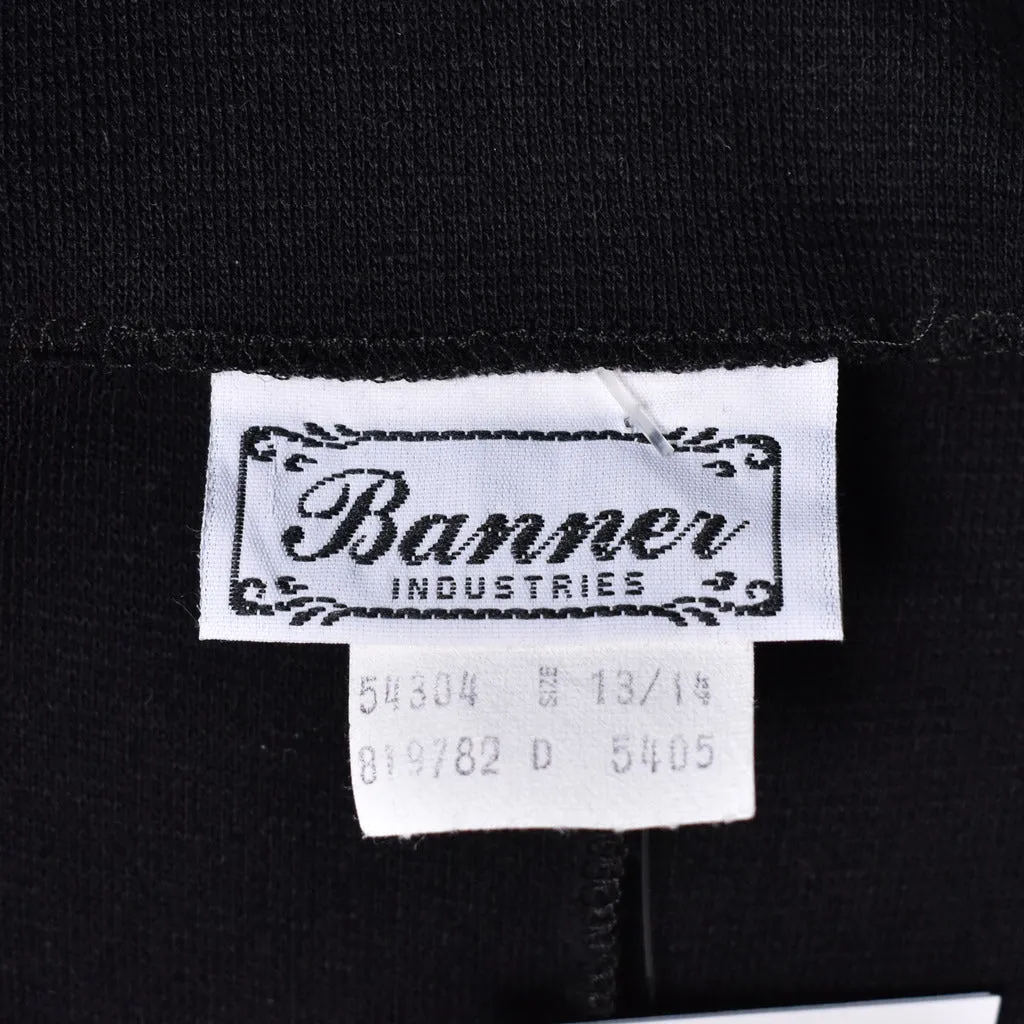 Banner
INDUSTRIES
54304 SIZE 13/14
819782 D 5405